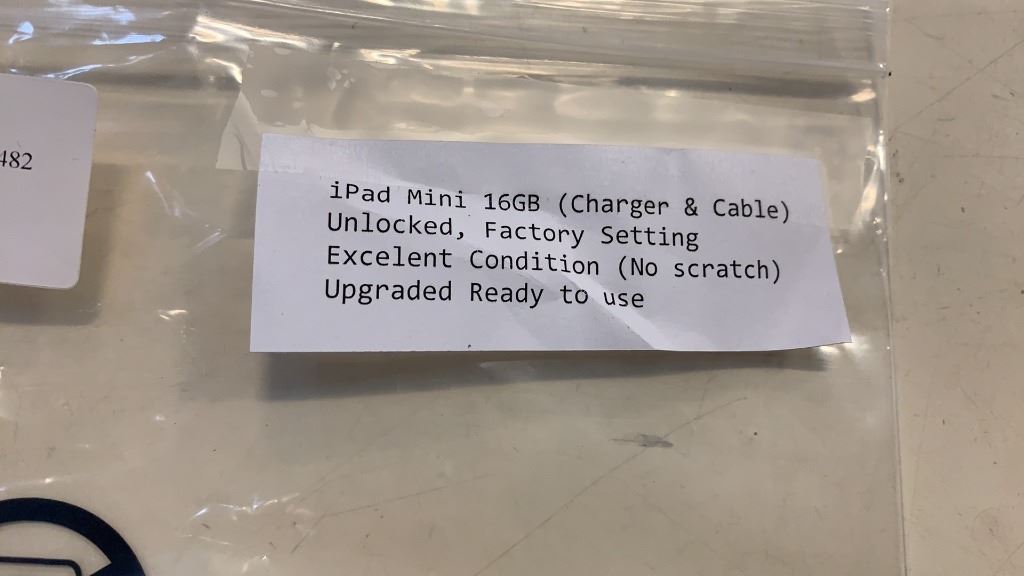 482
iPad Mini 16GB (Charger & Cable)
Unlocked, Factory Setting
Excelent Condition (No scratch)
Upgraded Ready to use